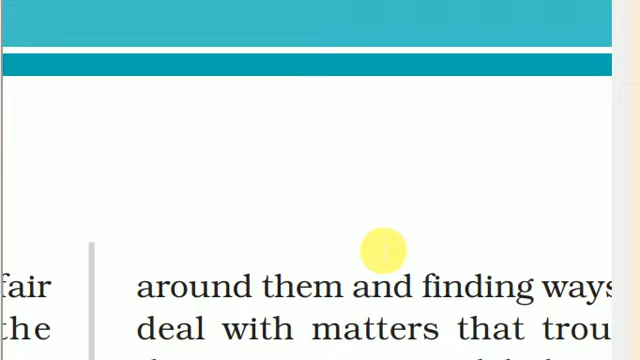 fair
the
around them and finding ways
deal with matters that trou